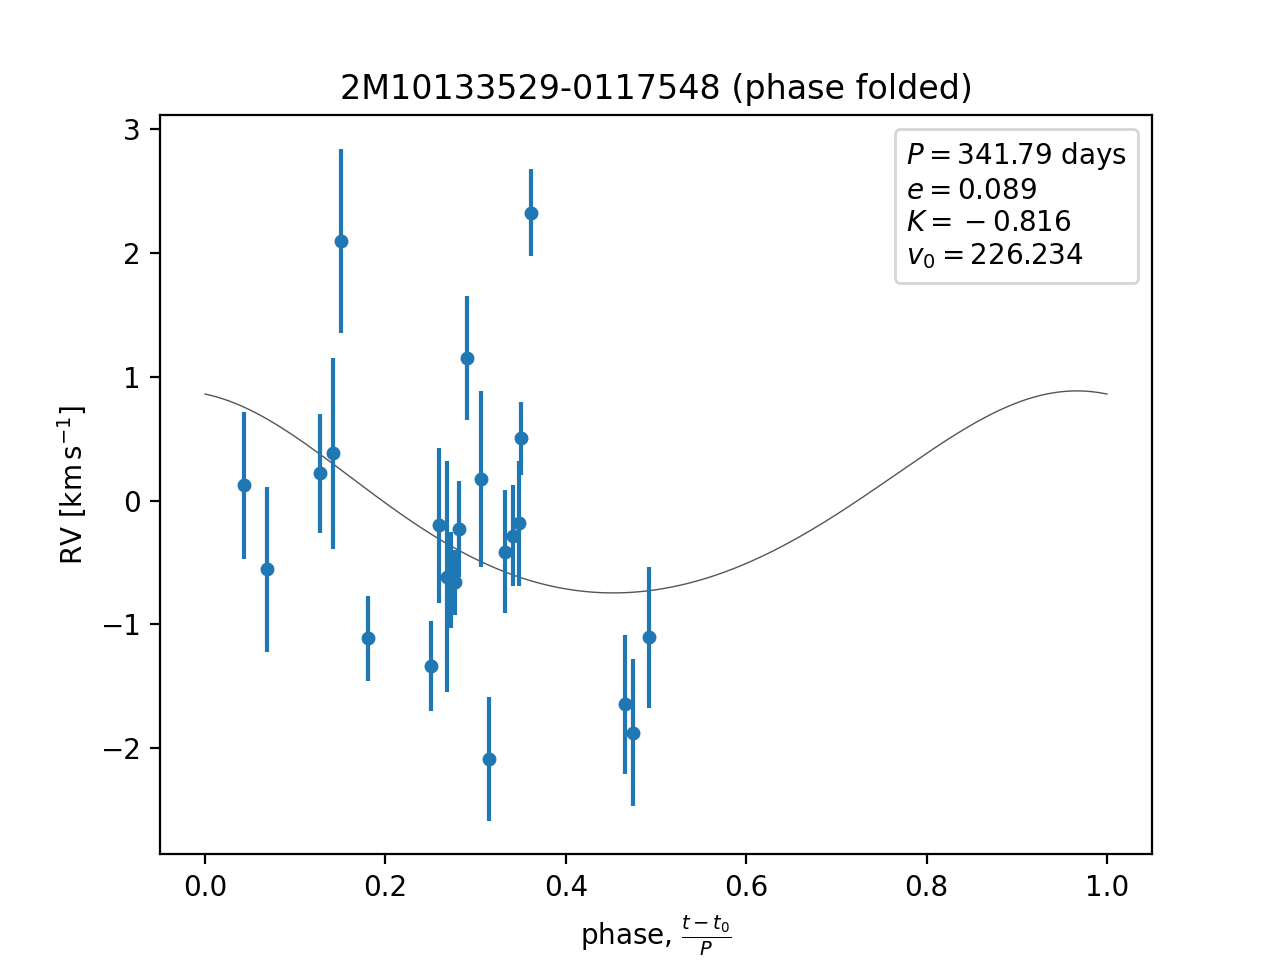 2M10133529-0117548 (phase folded)
P = 341.79 days
e = 0.089
K = −0.816
v₀ = 226.234
3
2
1
0
−1
−2
RV [km s⁻¹]
0.0 0.2 0.4 0.6 0.8 1.0
phase, (t − t₀)/P